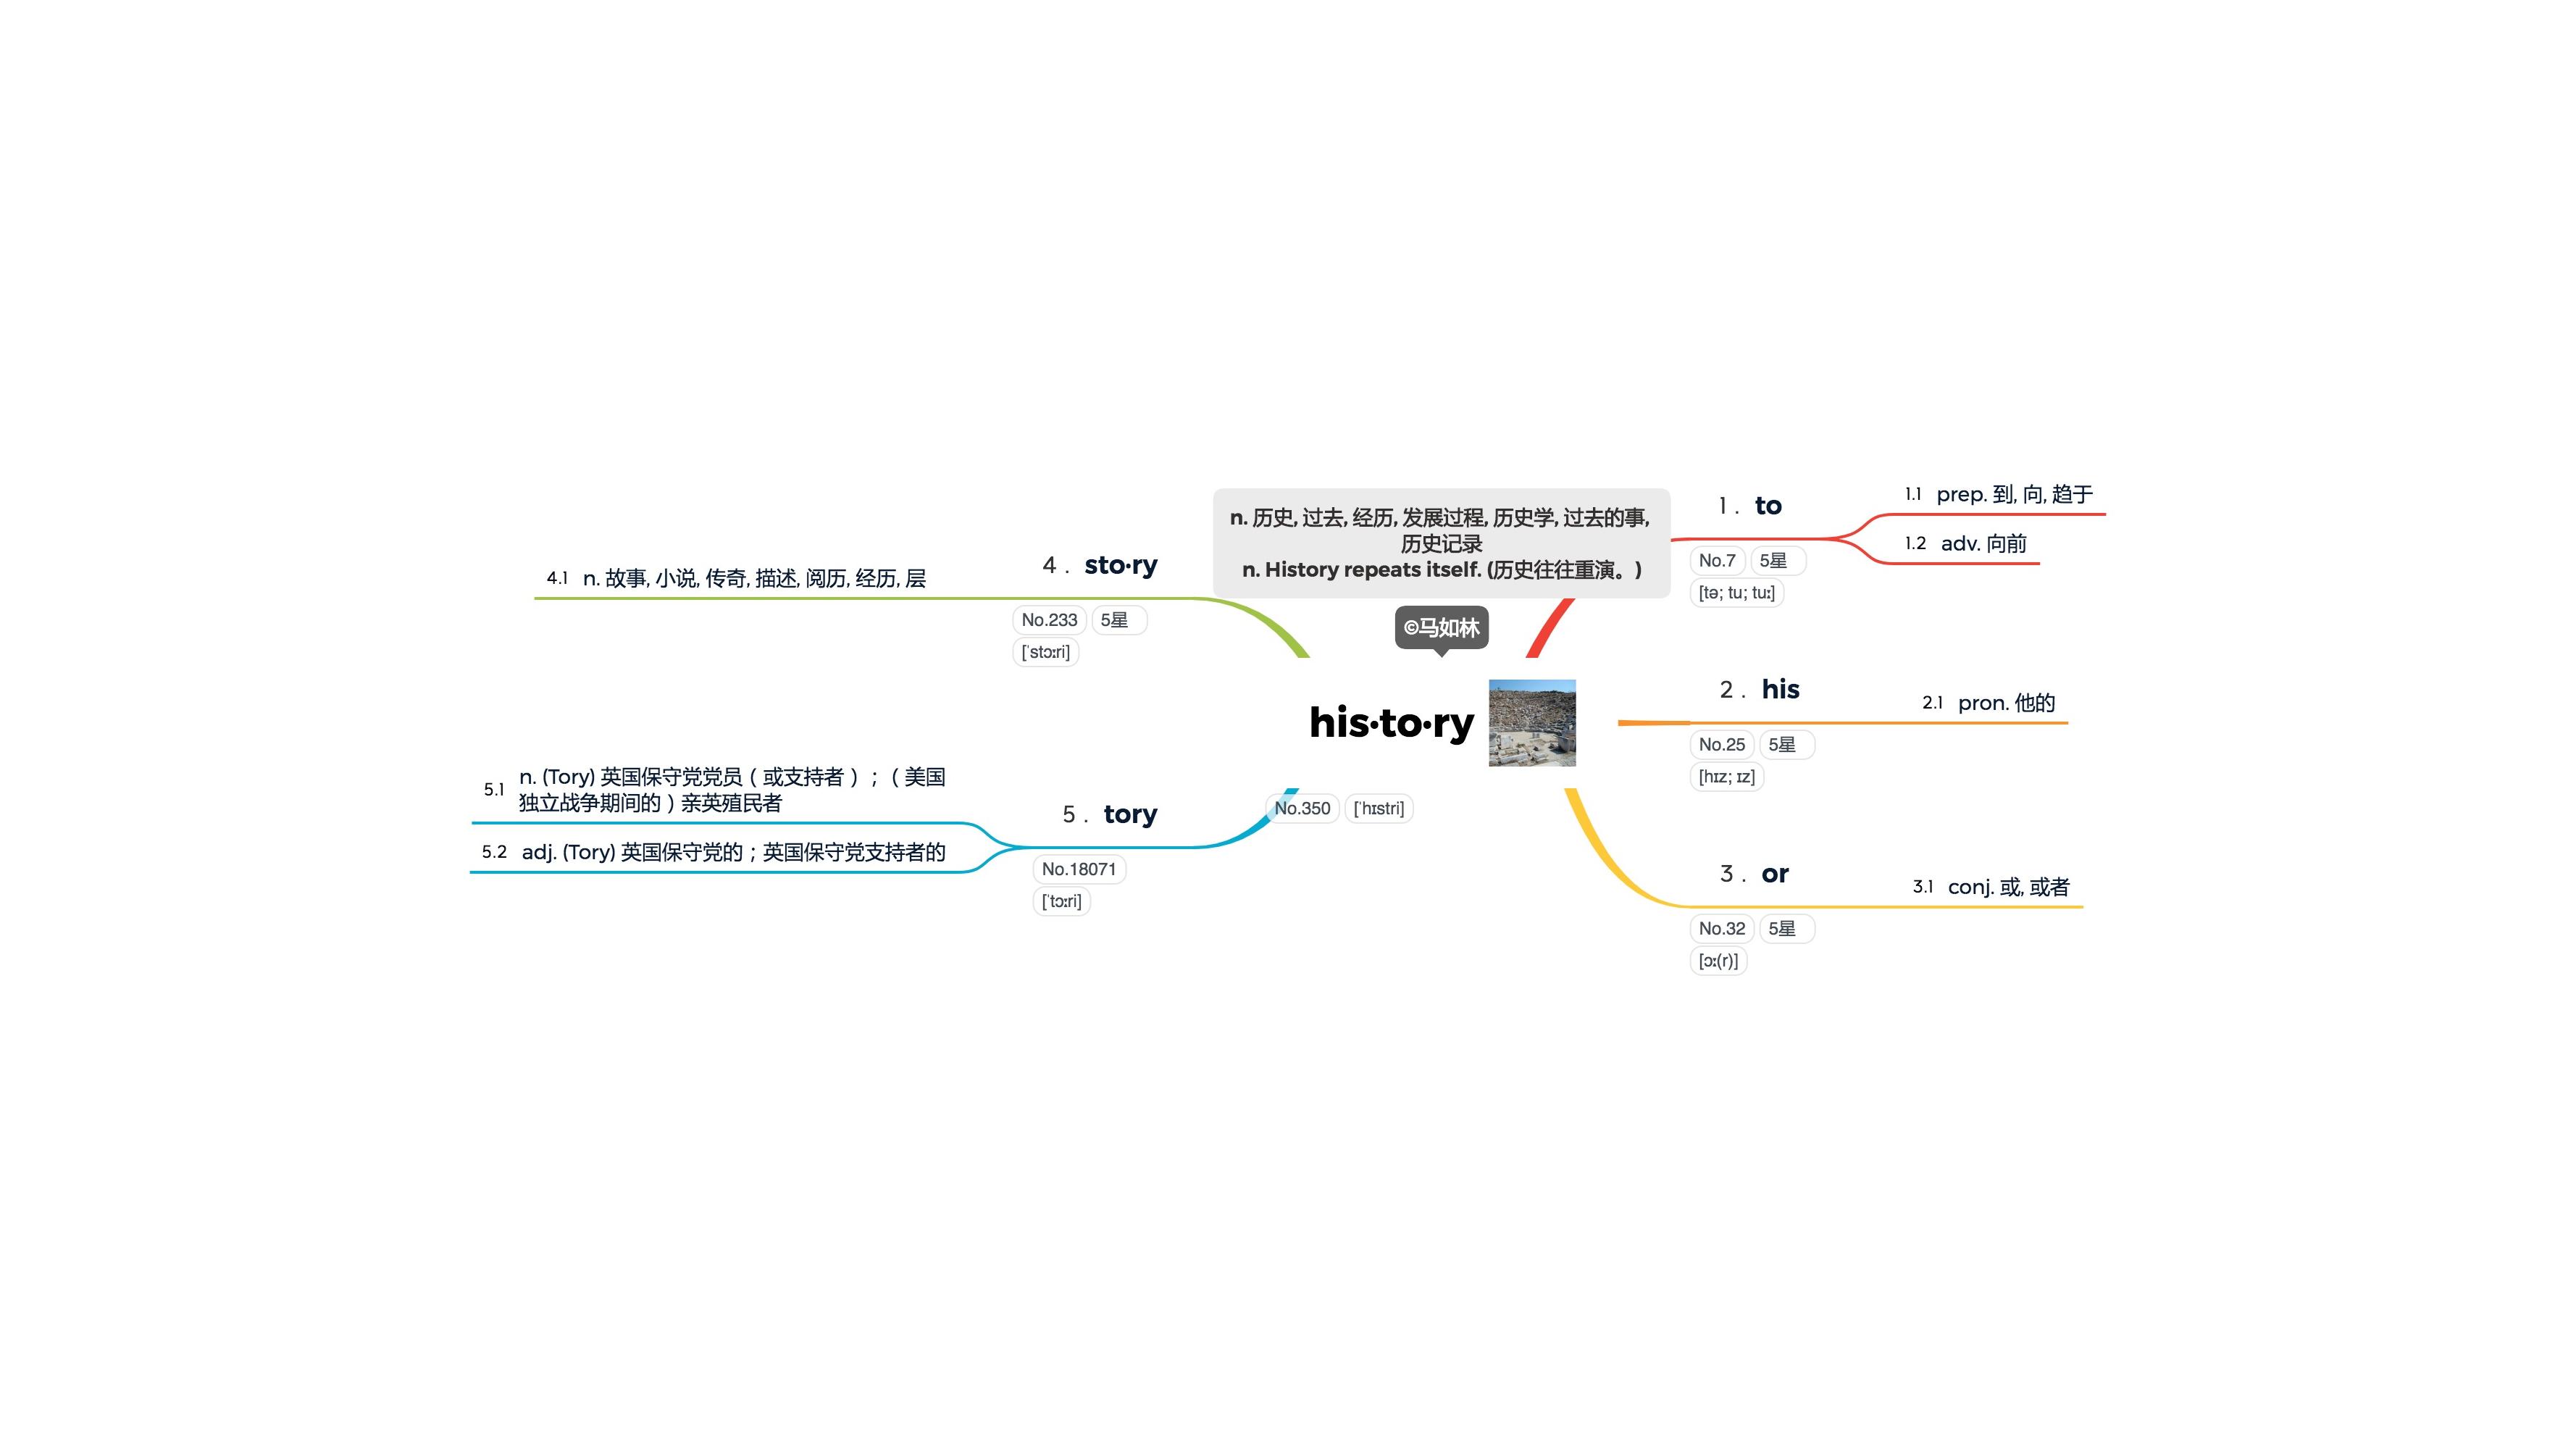 n. 历史, 过去, 经历, 发展过程, 历史学, 过去的事,
历史记录
n. History repeats itself. (历史往往重演。)
©马如林
his·to·ry
No.350 [ˈhɪstri]
1. to
No.7 5星
[tə; tu; tuː]
1.1 prep. 到, 向, 趋于
1.2 adv. 向前
2. his
No.25 5星
[hɪz; ɪz]
2.1 pron. 他的
3. or
No.32 5星
[ɔː(r)]
3.1 conj. 或, 或者
4. sto·ry
No.233 5星
[ˈstɔːri]
4.1 n. 故事, 小说, 传奇, 描述, 阅历, 经历, 层
5. tory
No.18071
[ˈtɔːri]
5.1 n. (Tory) 英国保守党党员（或支持者）；（美国
独立战争期间的）亲英殖民者
5.2 adj. (Tory) 英国保守党的；英国保守党支持者的